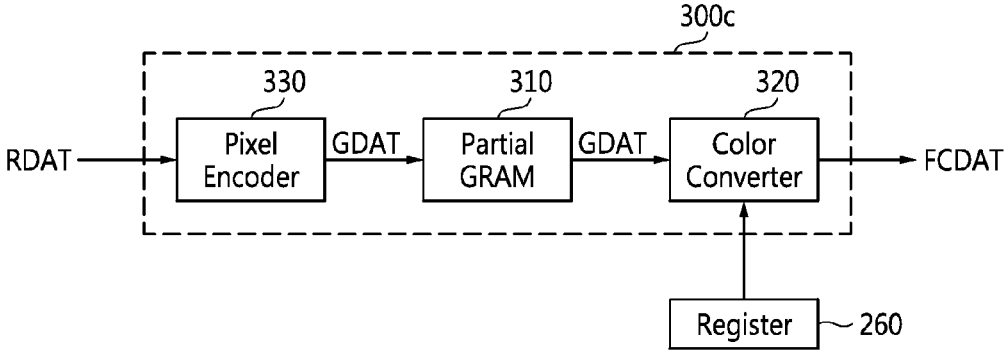 300c
330
310
320
RDAT
Pixel
Encoder
GDAT
Partial
GRAM
GDAT
Color
Converter
FCDAT
Register
260